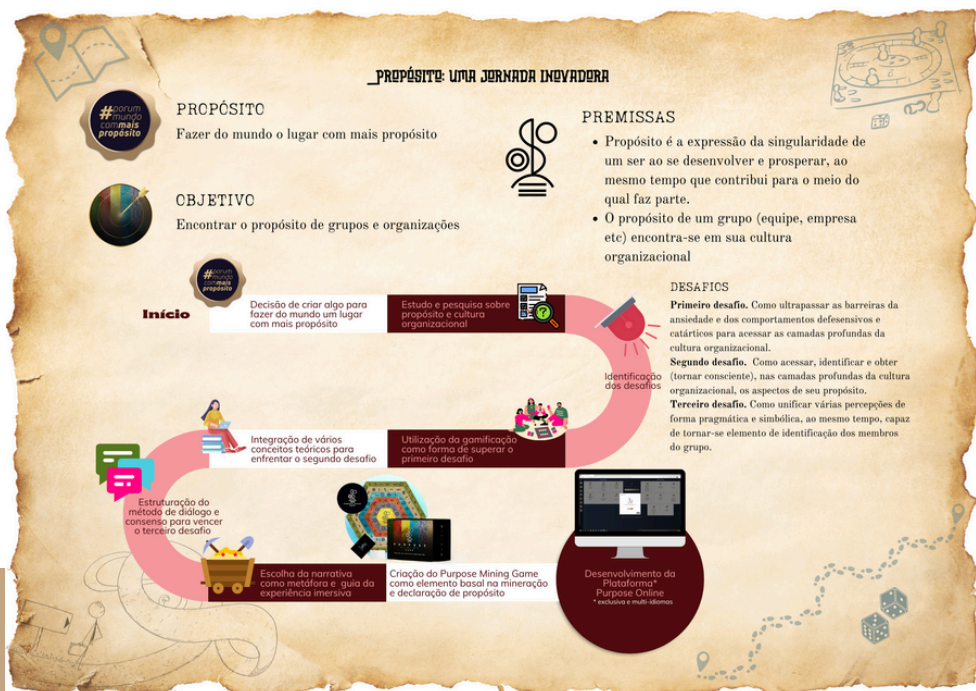 _PROPÓSITO: UMA JORNADA INOVADORA
#porum
mundo
commais
propósito
PROPÓSITO
Fazer do mundo o lugar com mais propósito
OBJETIVO
Encontrar o propósito de grupos e organizações
PREMISSAS
• Propósito é a expressão da singularidade de
um ser ao se desenvolver e prosperar, ao
mesmo tempo que contribui para o meio do
qual faz parte.
• O propósito de um grupo (equipe, empresa
etc) encontra-se em sua cultura
organizacional
DESAFIOS
Primeiro desafio. Como ultrapassar as barreiras da
ansiedade e dos comportamentos defesensivos e
catárticos para acessar as camadas profundas da
cultura organizacional.
Segundo desafio. Como acessar, identificar e obter
(tornar consciente), nas camadas profundas da cultura
organizacional, os aspectos de seu propósito.
Terceiro desafio. Como unificar várias percepções de
forma pragmática e simbólica, ao mesmo tempo, capaz
de tornar-se elemento de identificação dos membros
do grupo.
Início
#porum
mundo
commais
propósito
Decisão de criar algo para
fazer do mundo um lugar
com mais propósito
Estudo e pesquisa sobre
propósito e cultura
organizacional
Identificação
dos desafios
Utilização da gamificação
como forma de superar o
primeiro desafio
Integração de vários
conceitos teóricos para
enfrentar o segundo desafio
Estruturação do
método de diálogo e
consenso para vencer
o terceiro desafio
Escolha da narrativa
como metáfora e guia da
experiência imersiva
Criação do Purpose Mining Game
como elemento basal na mineração
e declaração de propósito
Desenvolvimento da
Plataforma*
Purpose Online
* exclusiva e multi-idiomas